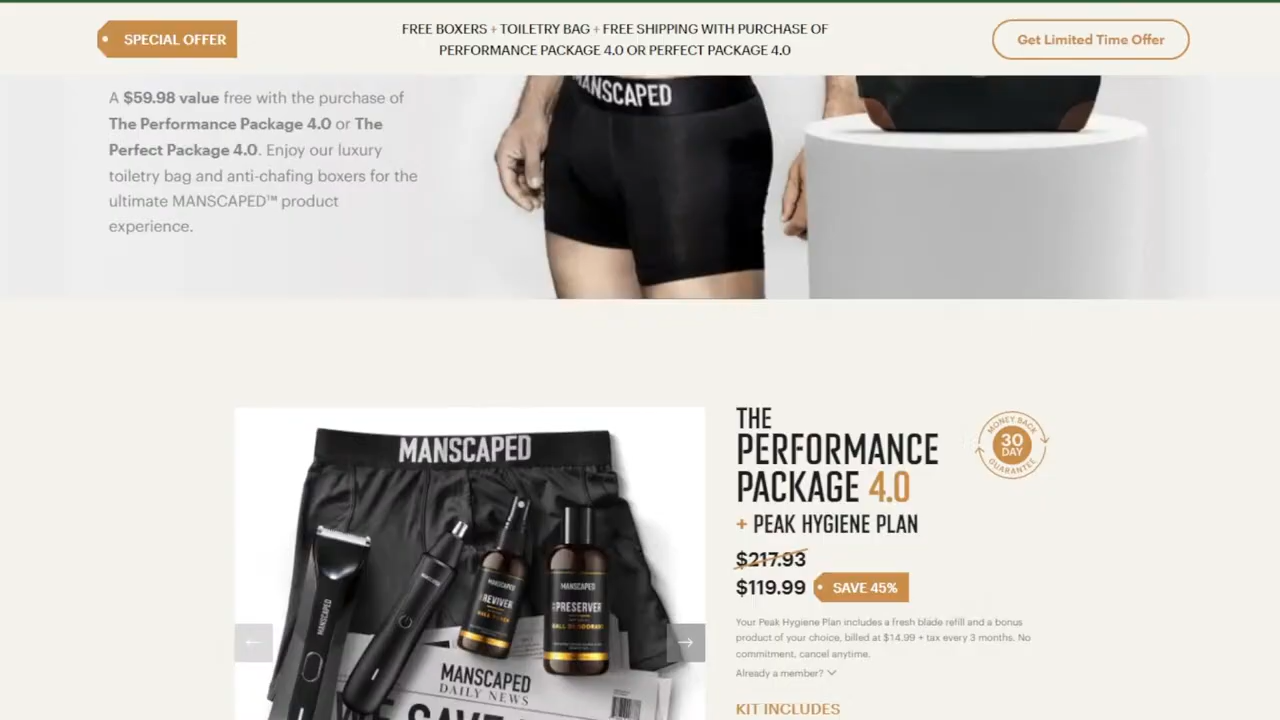 SPECIAL OFFER
FREE BOXERS + TOILETRY BAG + FREE SHIPPING WITH PURCHASE OF
PERFORMANCE PACKAGE 4.0 OR PERFECT PACKAGE 4.0
Get Limited Time Offer
A $59.98 value free with the purchase of
The Performance Package 4.0 or The
Perfect Package 4.0. Enjoy our luxury
toiletry bag and anti-chafing boxers for the
ultimate MANSCAPED™ product
experience.
MANSCAPED
MANSCAPED
MANSCAPED
MANSCAPED
REVIVER
MANSCAPED
PRESERVER
MANSCAPED
DAILY NEWS
WE SAVE
THE
PERFORMANCE
PACKAGE 4.0
+ PEAK HYGIENE PLAN
MONEY BACK
30
DAY
GUARANTEE
$217.93
$119.99
SAVE 45%
Your Peak Hygiene Plan includes a fresh blade refill and a bonus
product of your choice, billed at $14.99 + tax every 3 months. No
commitment, cancel anytime.
Already a member?
KIT INCLUDES